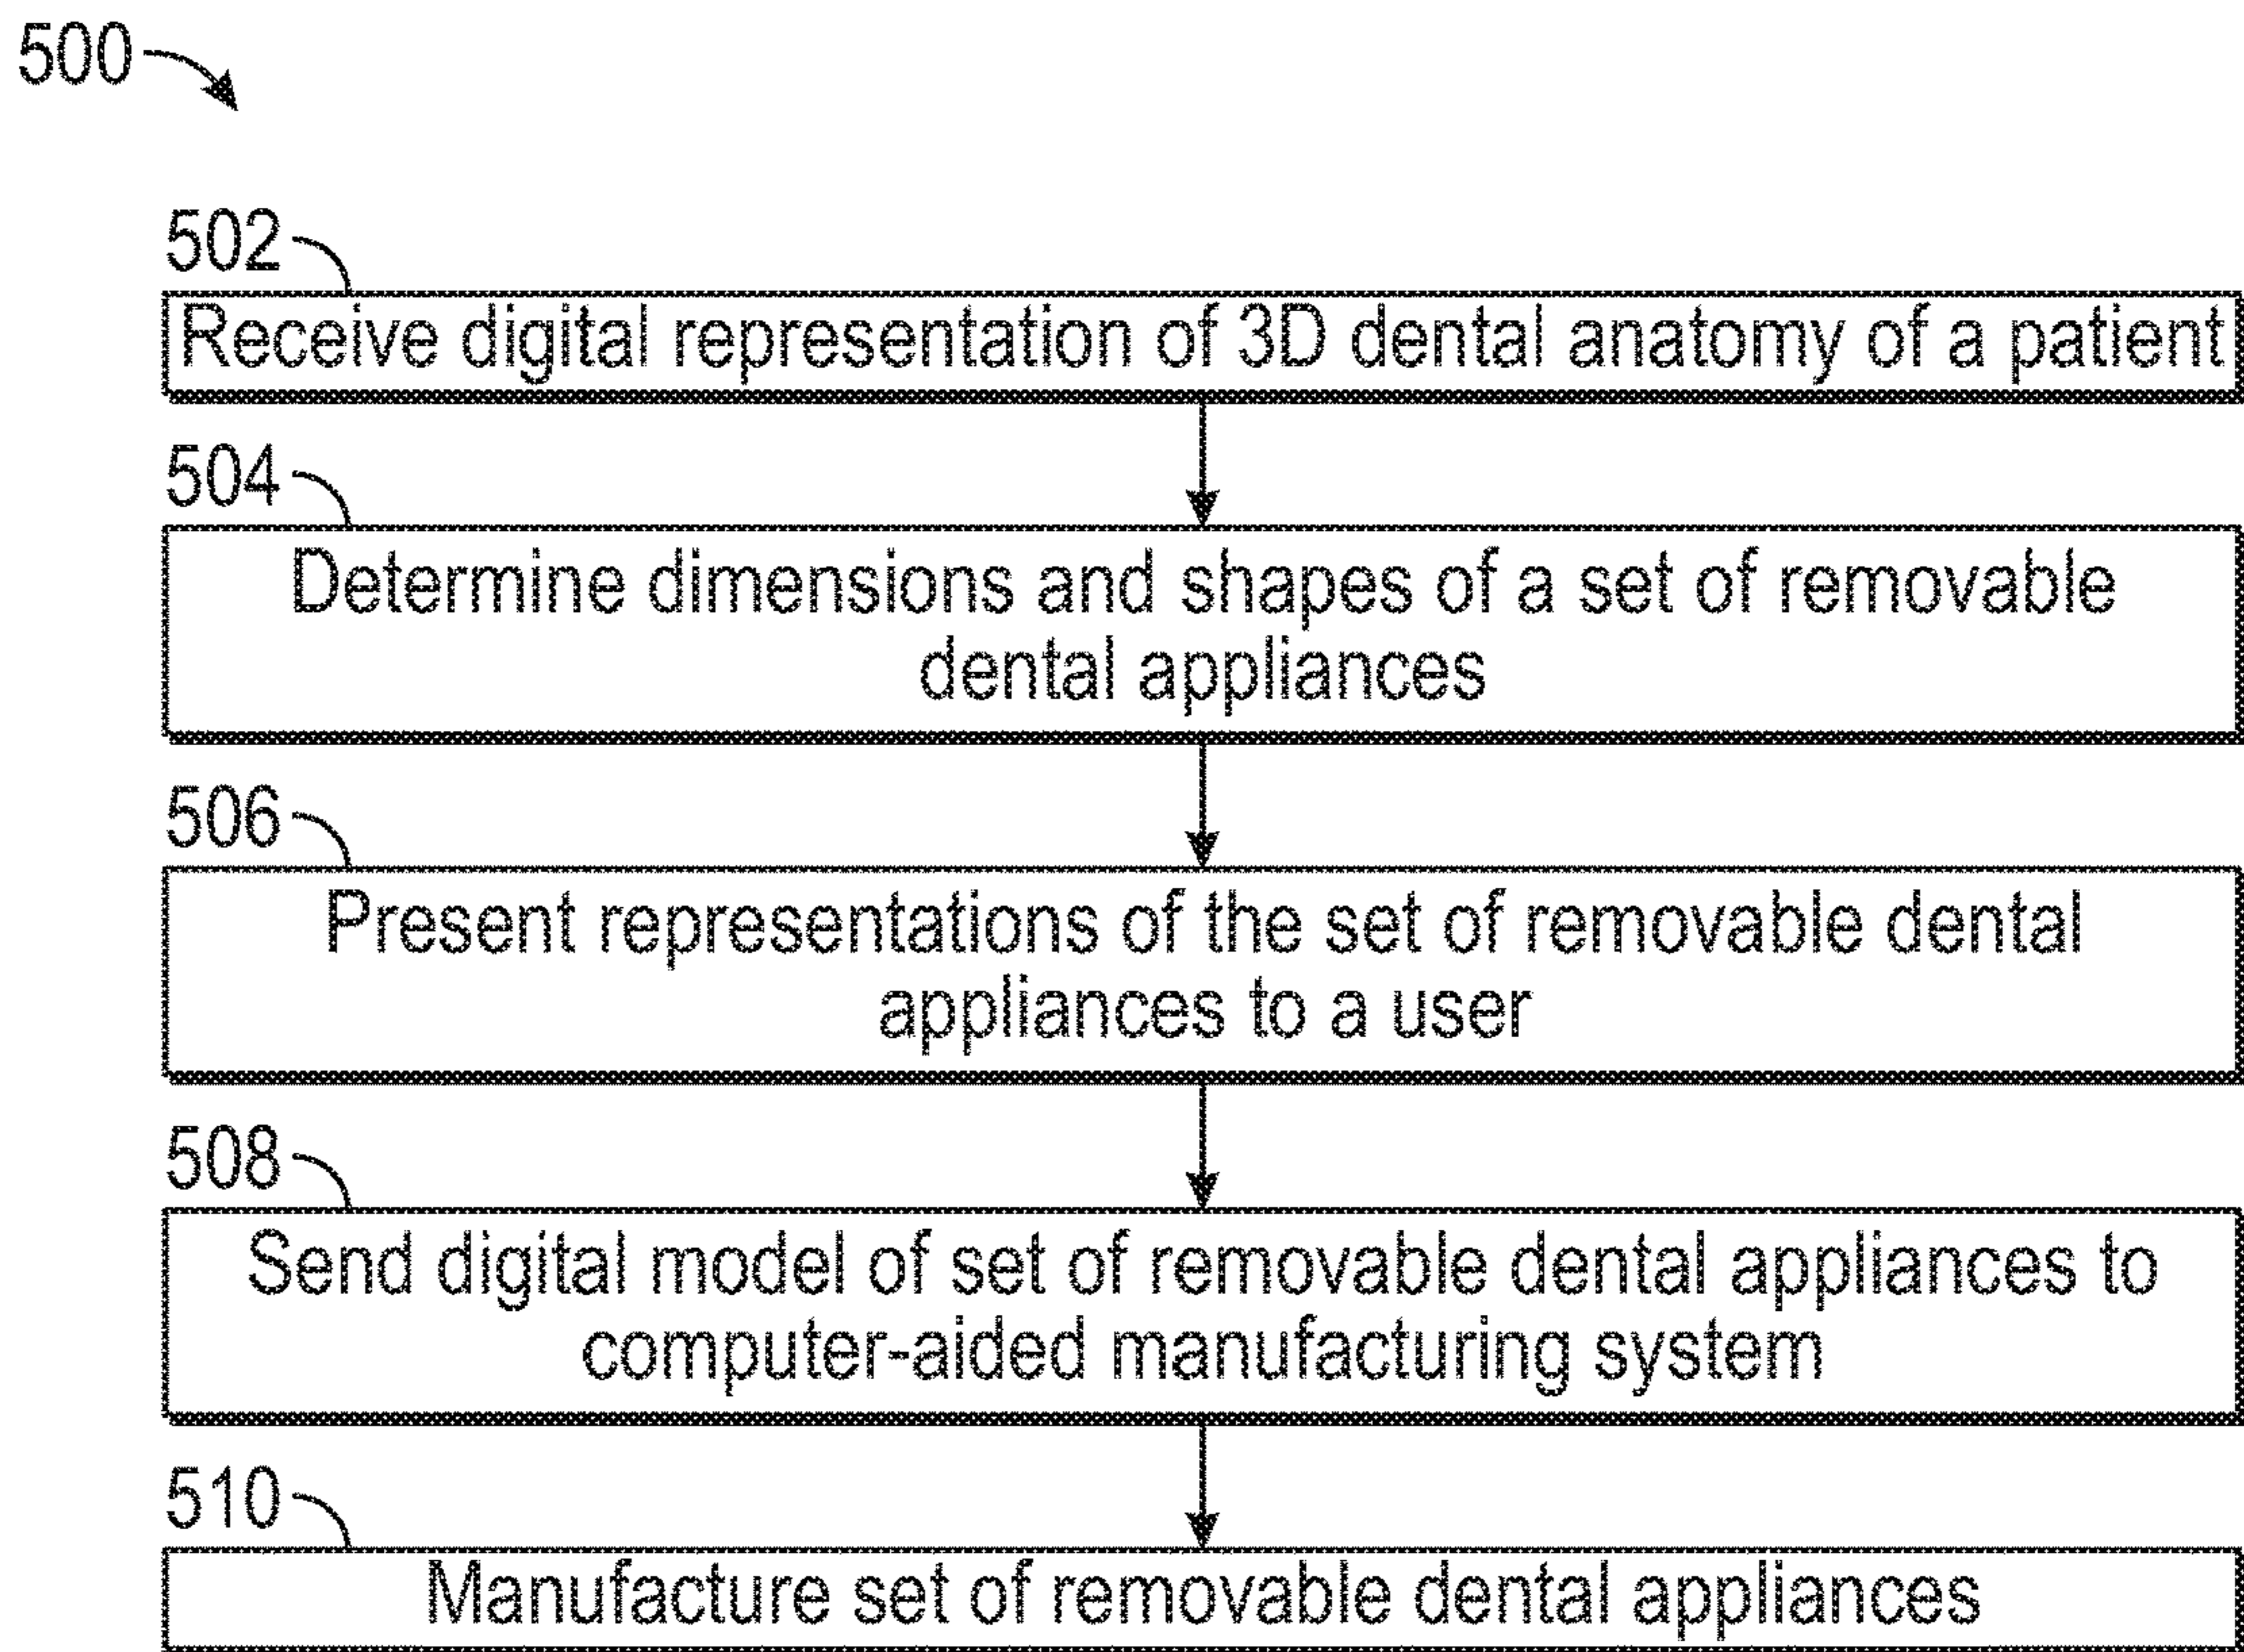 500
502
Receive digital representation of 3D dental anatomy of a patient
504
Determine dimensions and shapes of a set of removable
dental appliances
506
Present representations of the set of removable dental
appliances to a user
508
Send digital model of set of removable dental appliances to
computer-aided manufacturing system
510
Manufacture set of removable dental appliances